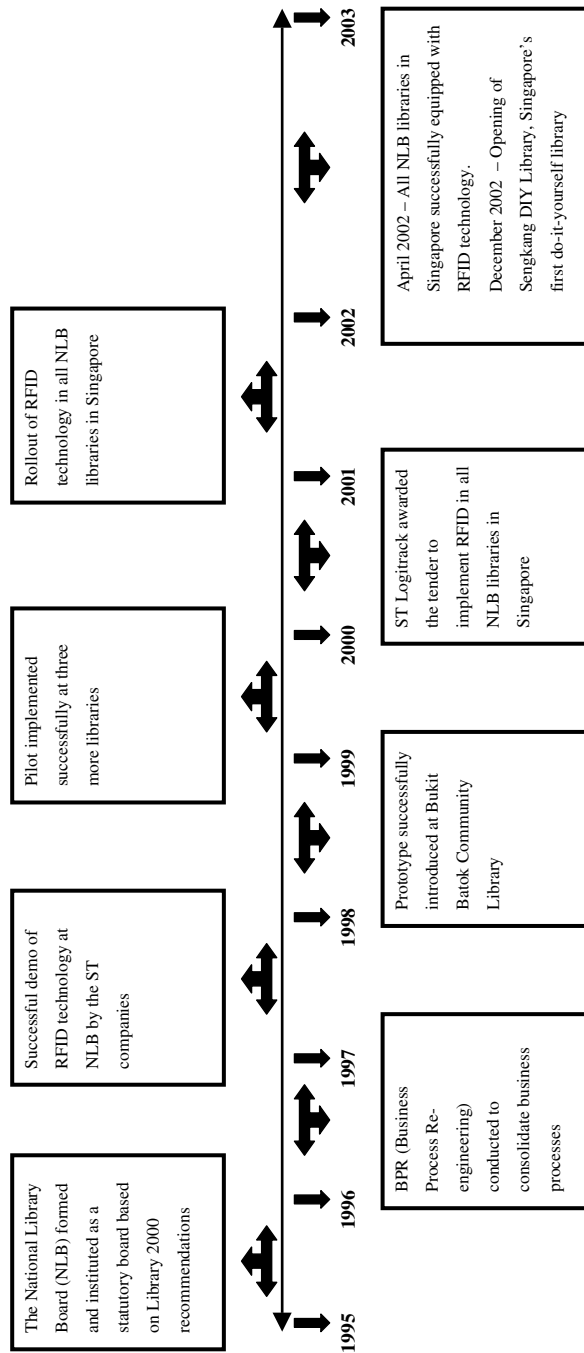 The National Library
Board (NLB) formed
and instituted as a
statutory board based
on Library 2000
recommendations
Successful demo of
RFID technology at
NLB by the ST
companies
Pilot implemented
successfully at three
more libraries
Rollout of RFID
technology in all NLB
libraries in Singapore
1995
1996
1997
1998
1999
2000
2001
2002
2003
BPR (Business
Process Re-
engineering)
conducted to
consolidate business
processes
Prototype successfully
introduced at Bukit
Batok Community
Library
ST Logitrack awarded
the tender to
implement RFID in all
NLB libraries in
Singapore
April 2002 – All NLB libraries in
Singapore successfully equipped with
RFID technology.
December 2002 – Opening of
Sengkang DIY Library, Singapore's
first do-it-yourself library